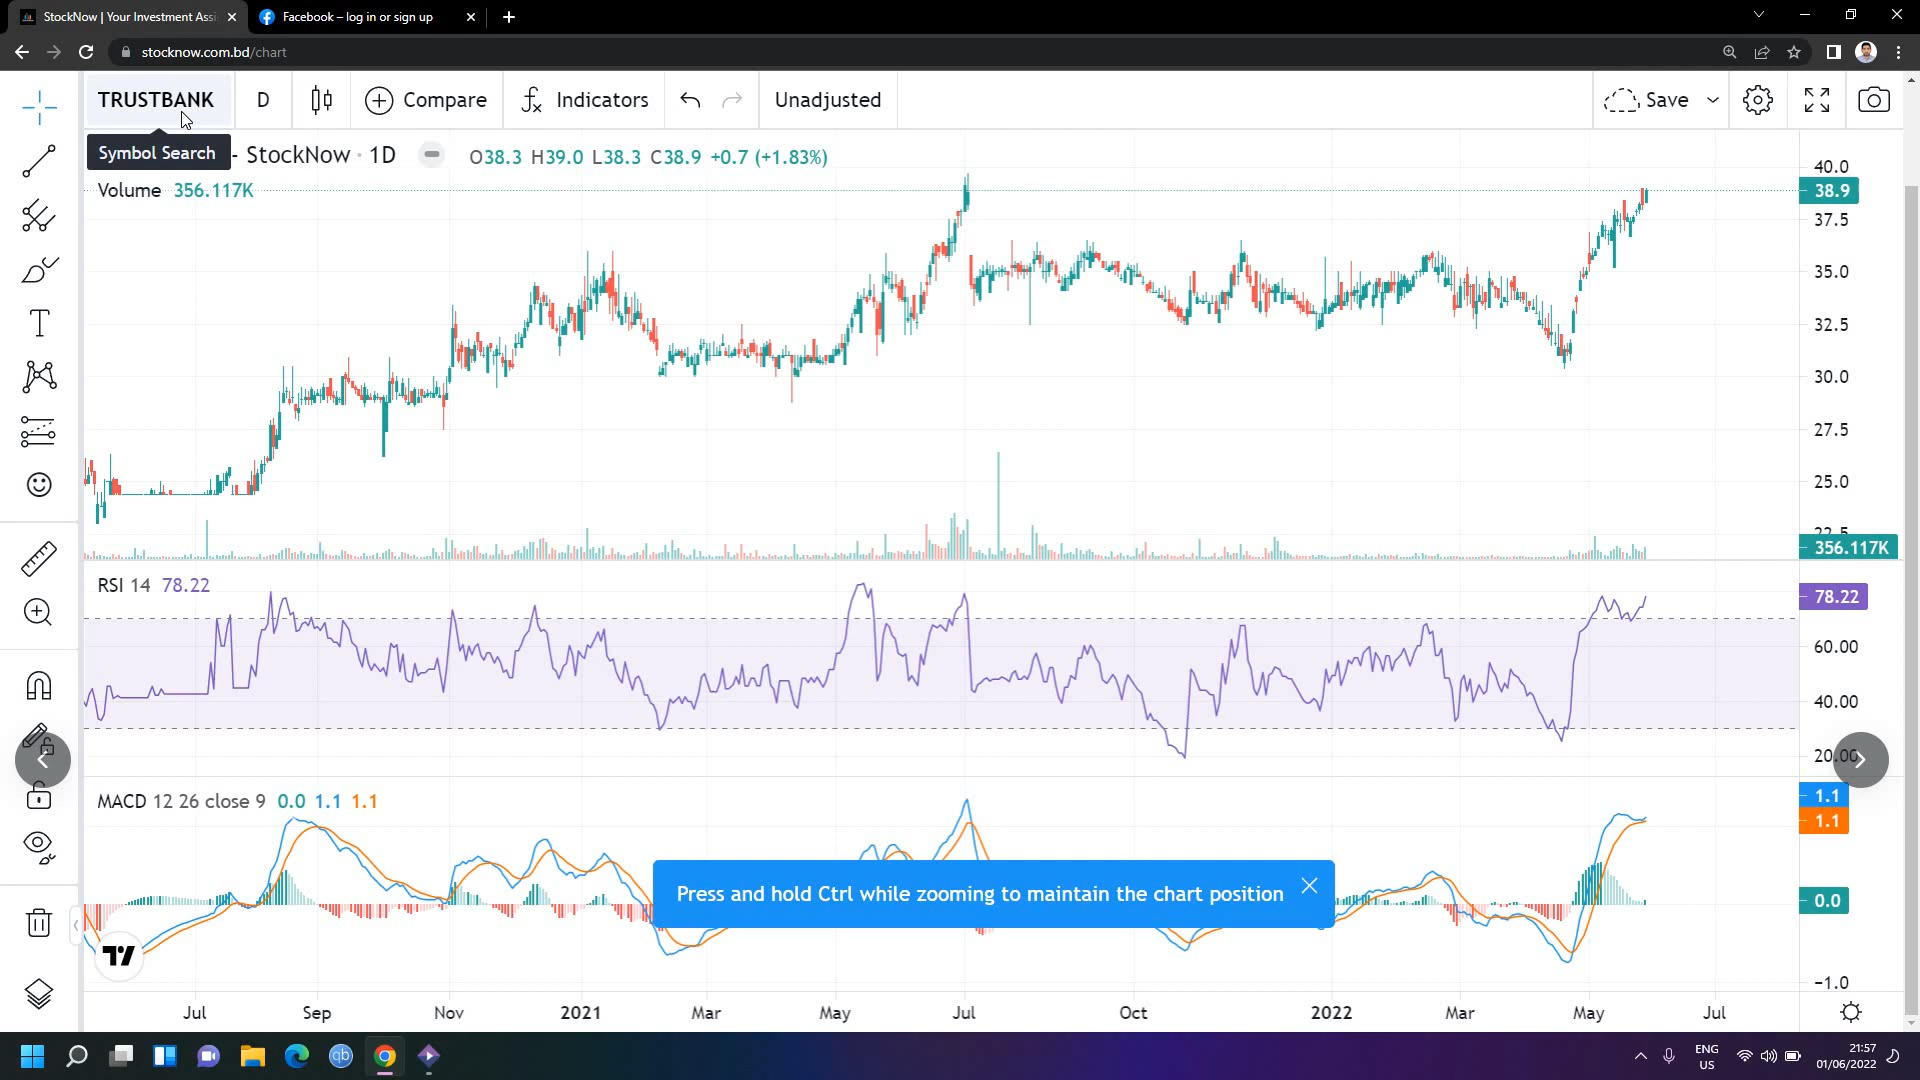 StockNow | Your Investment Assi
Facebook – log in or sign up
stocknow.com.bd/chart
TRUSTBANK
D
Compare
Indicators
Unadjusted
Save
Symbol Search
- StockNow · 1D
O38.3 H39.0 L38.3 C38.9 +0.7 (+1.83%)
Volume 356.117K
40.0
38.9
37.5
35.0
32.5
30.0
27.5
25.0
22.5
356.117K
RSI 14 78.22
78.22
60.00
40.00
20.00
MACD 12 26 close 9 0.0 1.1 1.1
1.1
1.1
Press and hold Ctrl while zooming to maintain the chart position
0.0
−1.0
Jul Sep Nov 2021 Mar May Jul Oct 2022 Mar May Jul
ENG
US
21:57
01/06/2022